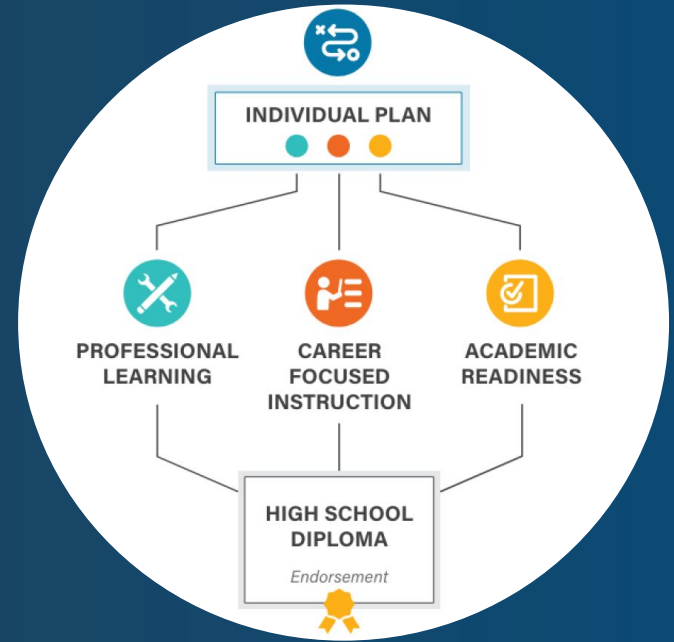 INDIVIDUAL PLAN
PROFESSIONAL
LEARNING
CAREER
FOCUSED
INSTRUCTION
ACADEMIC
READINESS
HIGH SCHOOL
DIPLOMA
Endorsement